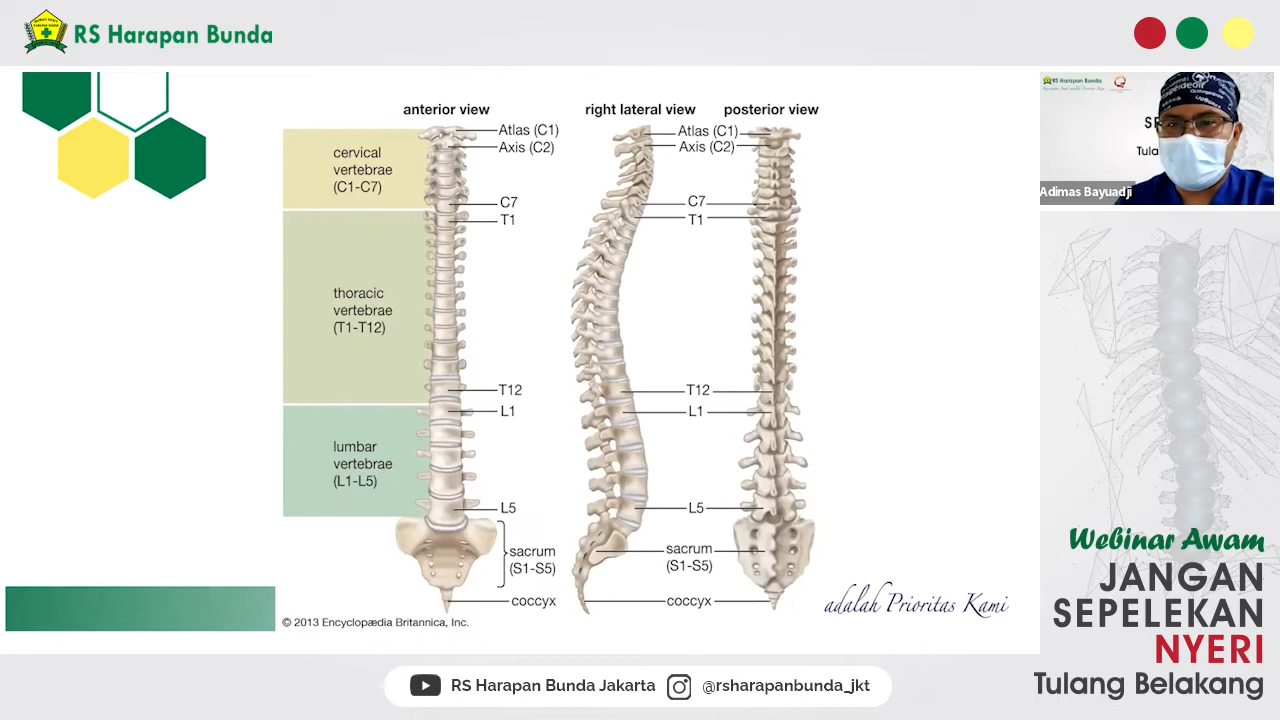 RS Harapan Bunda
anterior view
right lateral view
posterior view
Atlas (C1)
Axis (C2)
Atlas (C1)
Axis (C2)
cervical
vertebrae
(C1-C7)
C7
T1
C7
T1
thoracic
vertebrae
(T1-T12)
T12
L1
T12
L1
lumbar
vertebrae
(L1-L5)
L5
L5
sacrum
(S1-S5)
sacrum
(S1-S5)
coccyx
coccyx
© 2013 Encyclopædia Britannica, Inc.
adalah Prioritas Kami
RS Harapan Bunda
Adimas Bayuadji
Webinar Awam
JANGAN
SEPELEKAN
NYERI
Tulang Belakang
RS Harapan Bunda Jakarta
@rsharapanbunda_jkt